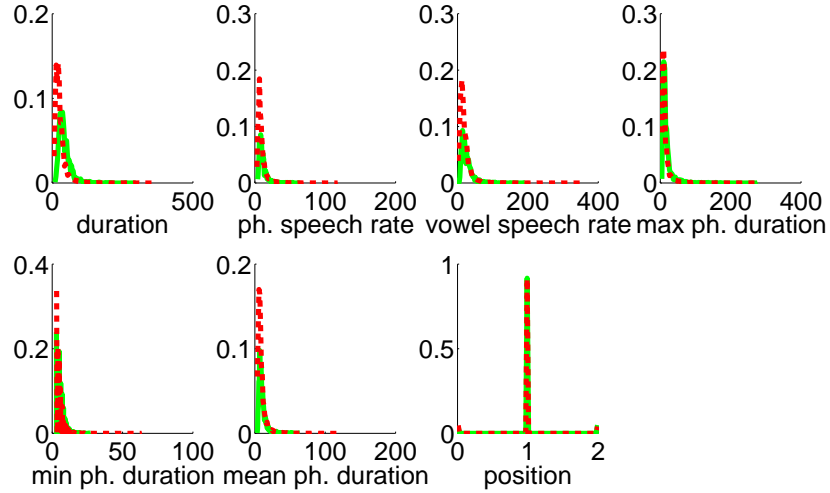 0.2 0.3 0.3 0.3
0.1 0.2 0.2 0.2
0.1 0.1 0.1
0 0 0 0
0 500 0 100 200 0 200 400 0 200 400
duration ph. speech rate vowel speech rate max ph. duration
0.4 0.2 1
0.2 0.1 0.5
0 0 0
0 50 100 0 100 200 0 1 2
min ph. duration mean ph. duration position